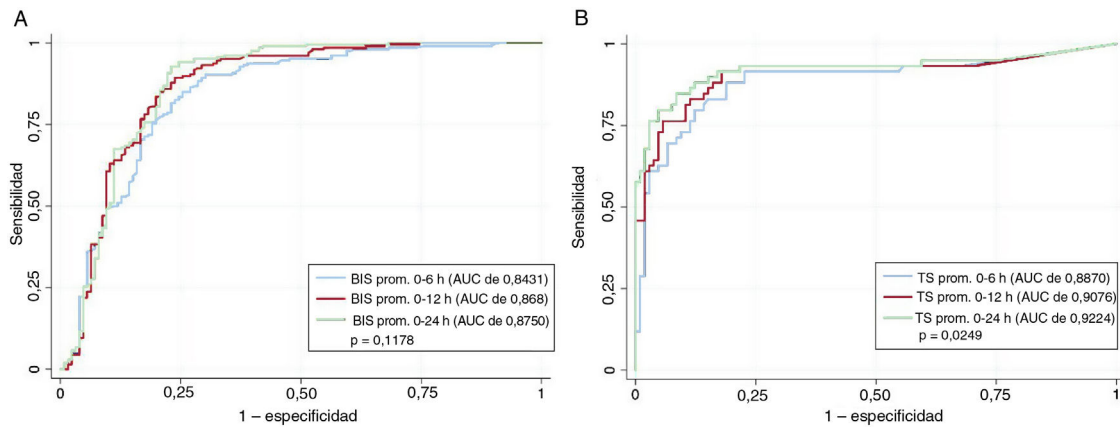 A
Sensibilidad
1
0,75
0,50
0,25
0
BIS prom. 0-6 h (AUC de 0,8431)
BIS prom. 0-12 h (AUC de 0,868)
BIS prom. 0-24 h (AUC de 0,8750)
p = 0,1178
0 0,25 0,50 0,75 1
1 – especificidad
B
Sensibilidad
1
0,75
0,50
0,25
0
TS prom. 0-6 h (AUC de 0,8870)
TS prom. 0-12 h (AUC de 0,9076)
TS prom. 0-24 h (AUC de 0,9224)
p = 0,0249
0 0,25 0,50 0,75 1
1 – especificidad